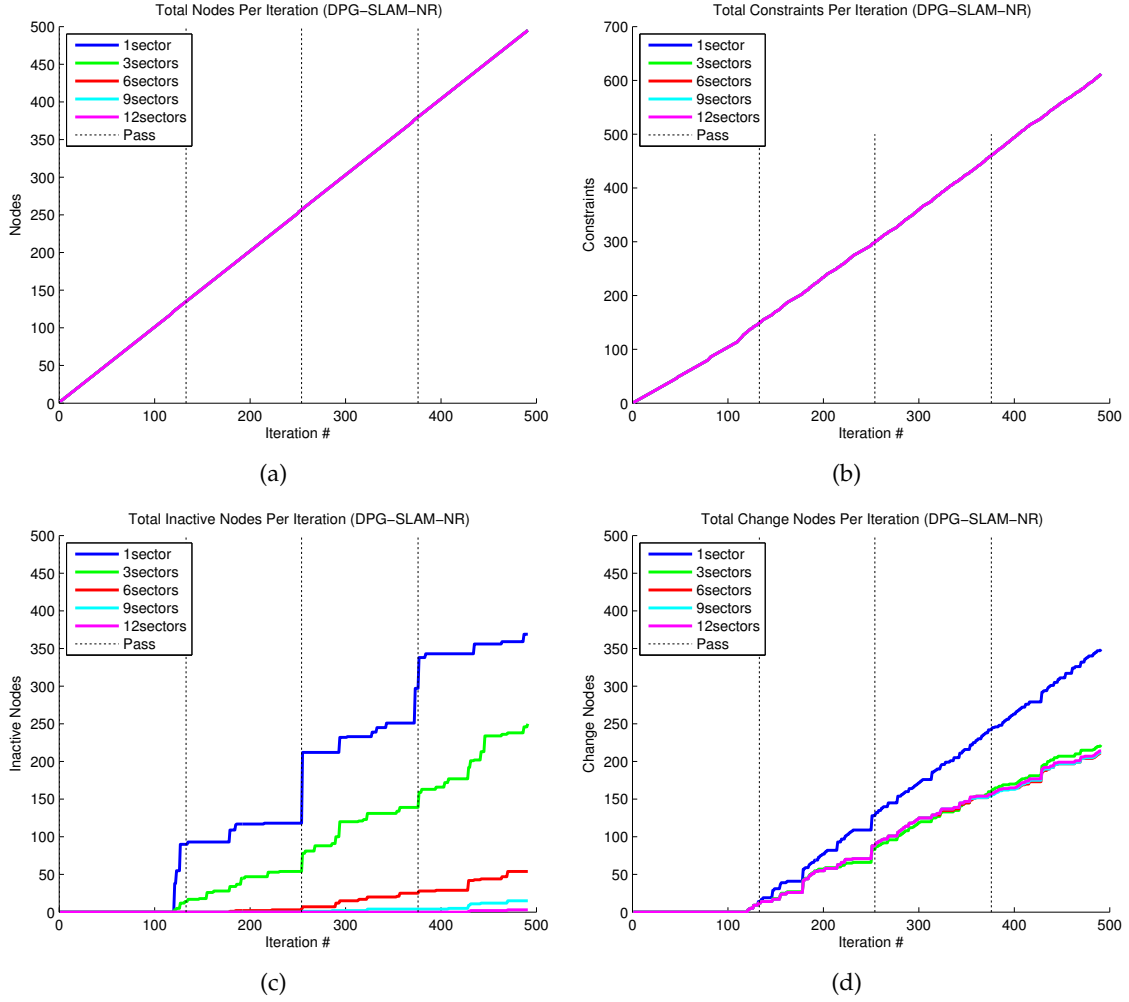 Total Nodes Per Iteration (DPG−SLAM−NR)
500
450
400
350
300
250
200
150
100
50
0
Nodes
1sector
3sectors
6sectors
9sectors
12sectors
Pass
0 100 200 300 400 500
Iteration #
(a)
Total Constraints Per Iteration (DPG−SLAM−NR)
700
600
500
400
300
200
100
0
Constraints
1sector
3sectors
6sectors
9sectors
12sectors
Pass
0 100 200 300 400 500
Iteration #
(b)
Total Inactive Nodes Per Iteration (DPG−SLAM−NR)
500
450
400
350
300
250
200
150
100
50
0
Inactive Nodes
1sector
3sectors
6sectors
9sectors
12sectors
Pass
0 100 200 300 400 500
Iteration #
(c)
Total Change Nodes Per Iteration (DPG−SLAM−NR)
500
450
400
350
300
250
200
150
100
50
0
Change Nodes
1sector
3sectors
6sectors
9sectors
12sectors
Pass
0 100 200 300 400 500
Iteration #
(d)